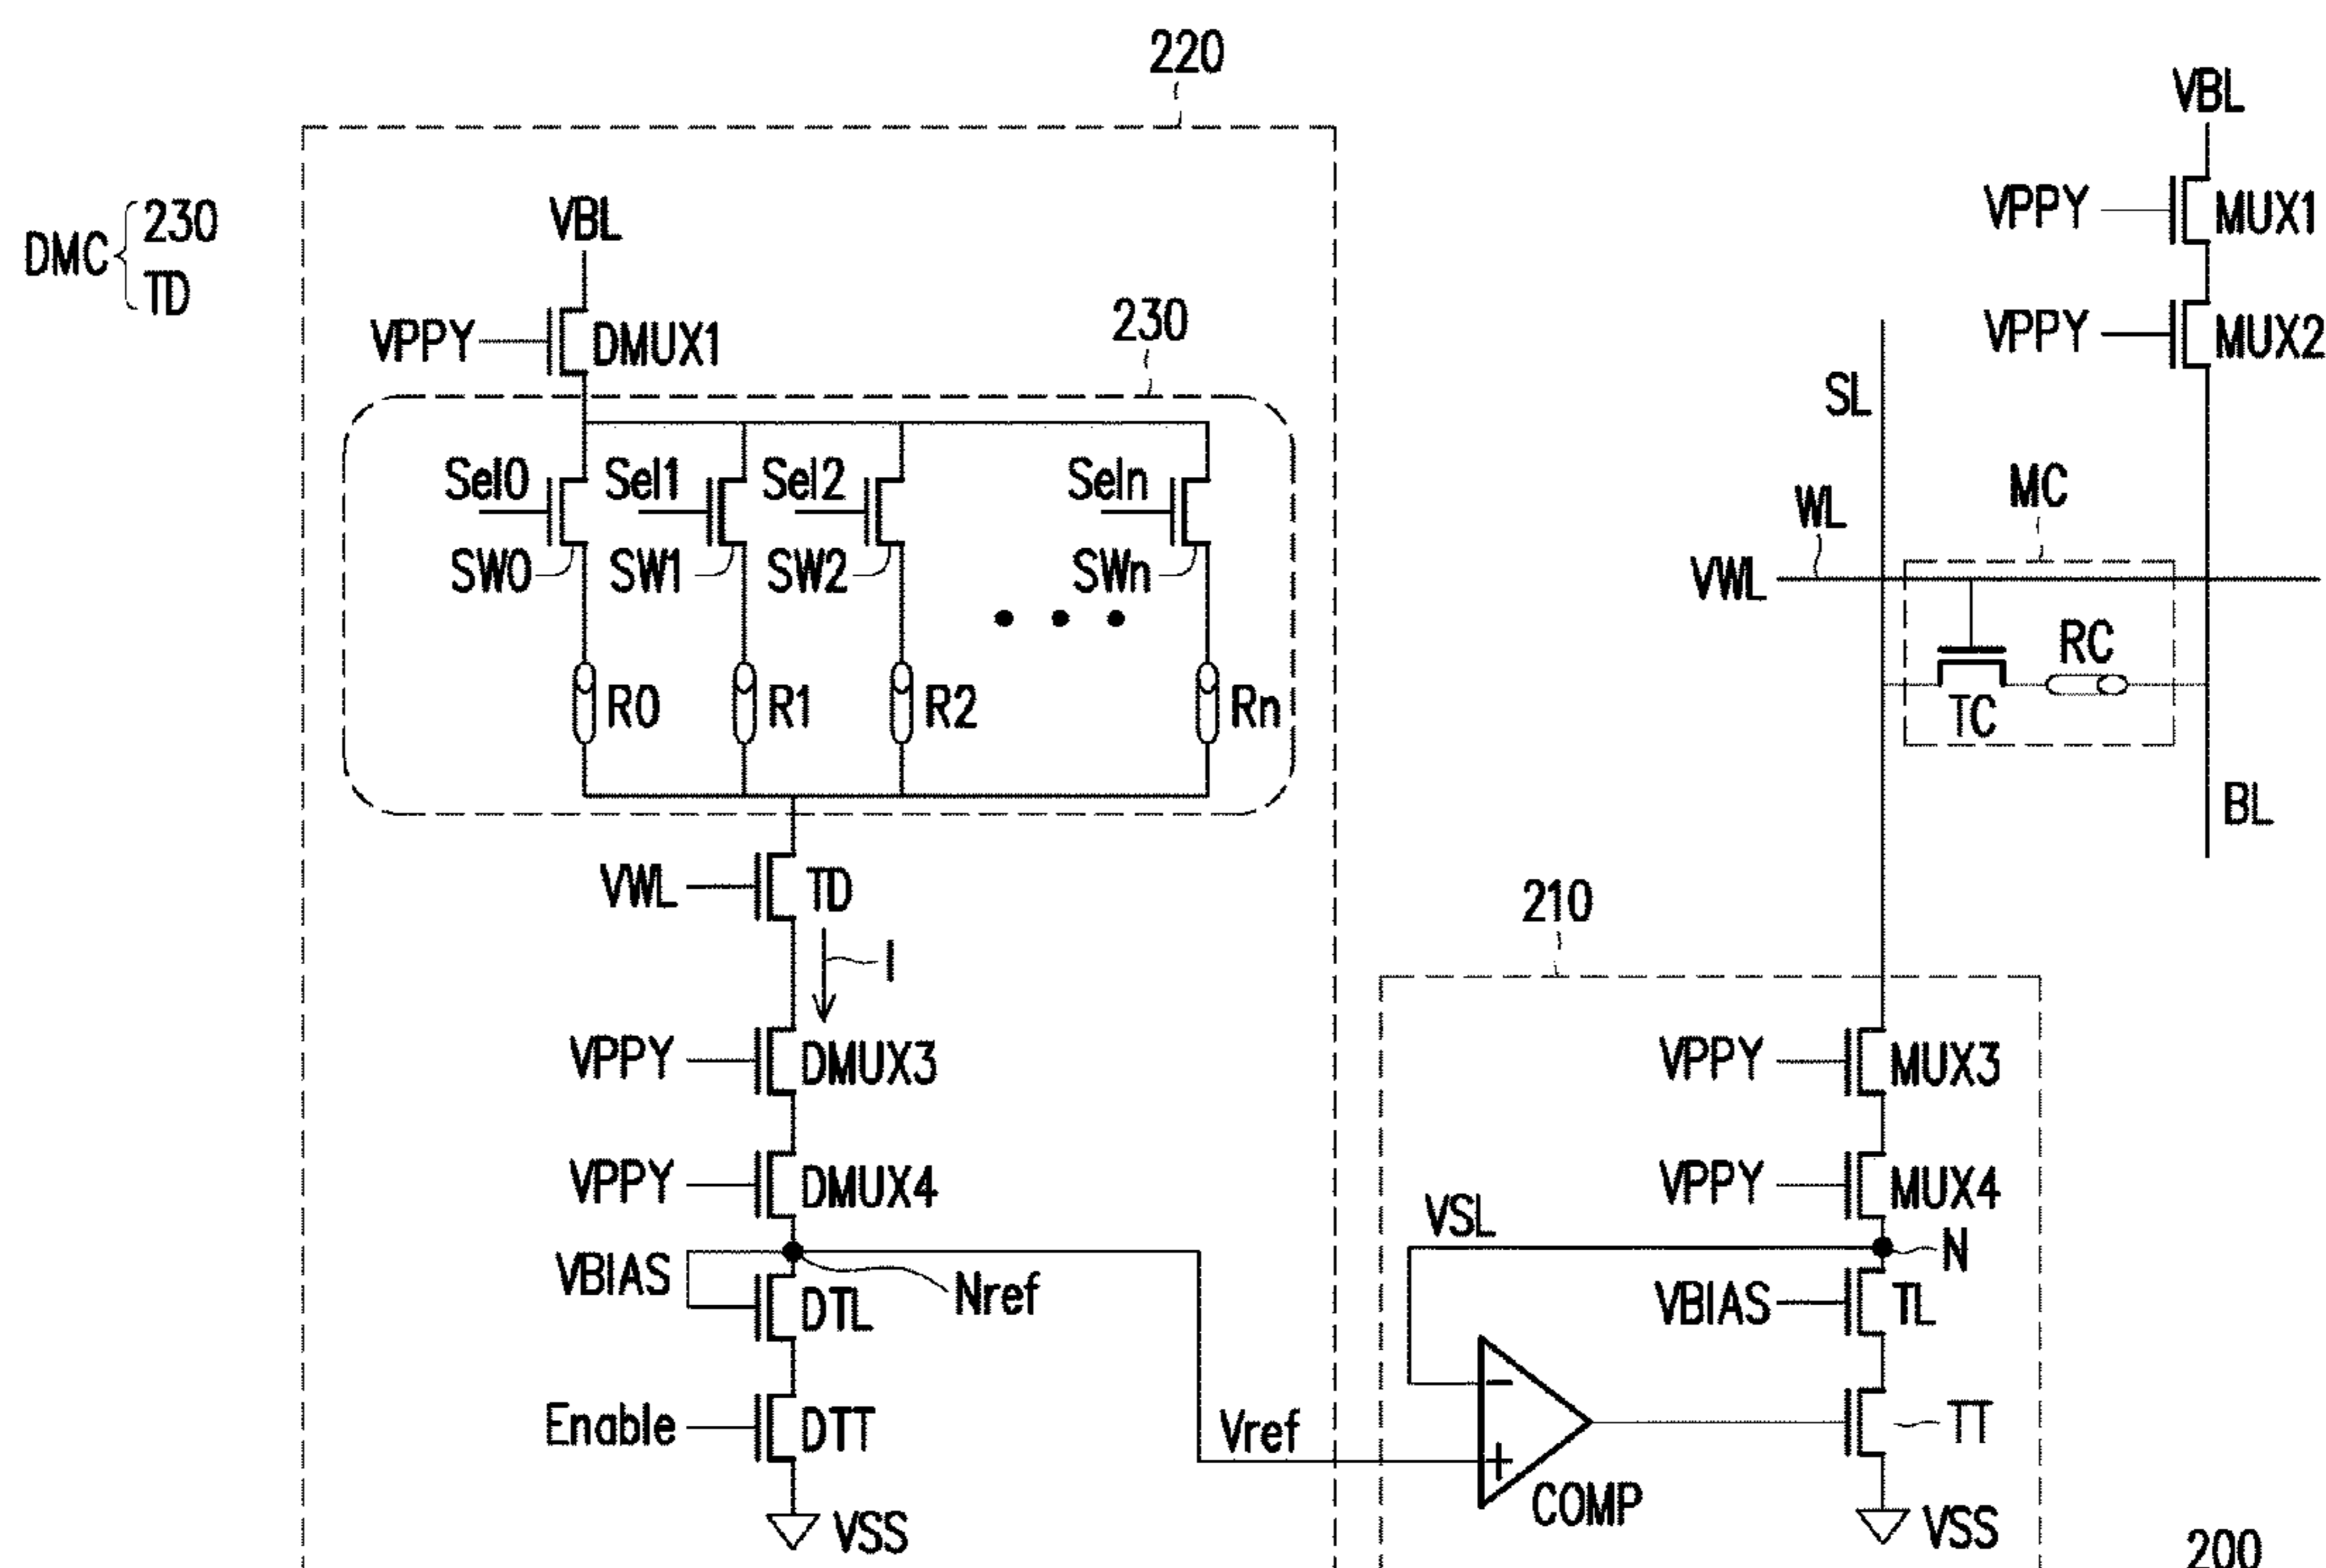 220
VBL
VPPY
MUX1
VPPY
MUX2
DMC
230
TD
VBL
VPPY
DMUX1
230
Sel0
Sel1
Sel2
Seln
SW0
SW1
SW2
SWn
R0
R1
R2
Rn
SL
WL
MC
VWL
RC
TC
BL
VWL
TD
I
210
VPPY
DMUX3
VPPY
MUX3
VPPY
DMUX4
VPPY
MUX4
VSL
N
VBIAS
Nref
DTL
VBIAS
TL
−
Enable
DTT
Vref
+
COMP
TT
VSS
VSS
200